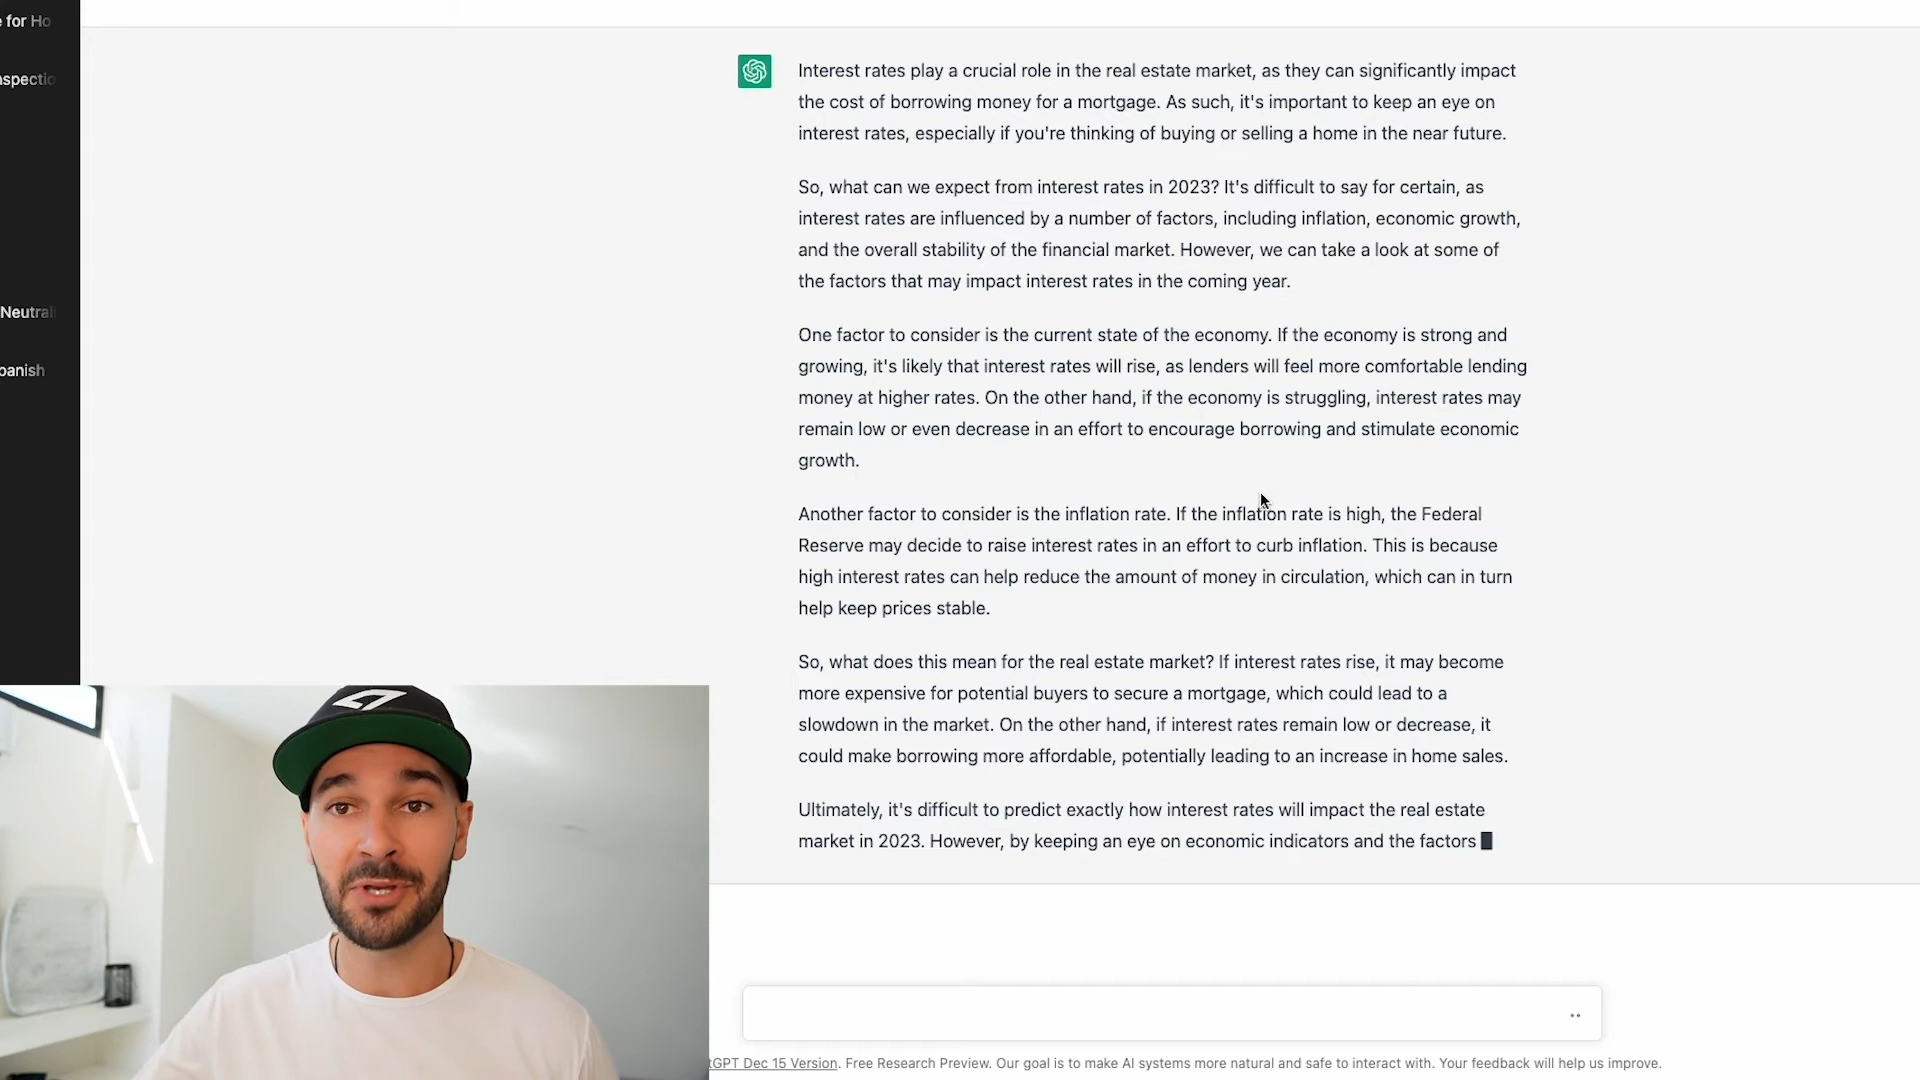 e for Ho
nspectio
Neutral
panish
Interest rates play a crucial role in the real estate market, as they can significantly impact
the cost of borrowing money for a mortgage. As such, it's important to keep an eye on
interest rates, especially if you're thinking of buying or selling a home in the near future.
So, what can we expect from interest rates in 2023? It's difficult to say for certain, as
interest rates are influenced by a number of factors, including inflation, economic growth,
and the overall stability of the financial market. However, we can take a look at some of
the factors that may impact interest rates in the coming year.
One factor to consider is the current state of the economy. If the economy is strong and
growing, it's likely that interest rates will rise, as lenders will feel more comfortable lending
money at higher rates. On the other hand, if the economy is struggling, interest rates may
remain low or even decrease in an effort to encourage borrowing and stimulate economic
growth.
Another factor to consider is the inflation rate. If the inflation rate is high, the Federal
Reserve may decide to raise interest rates in an effort to curb inflation. This is because
high interest rates can help reduce the amount of money in circulation, which can in turn
help keep prices stable.
So, what does this mean for the real estate market? If interest rates rise, it may become
more expensive for potential buyers to secure a mortgage, which could lead to a
slowdown in the market. On the other hand, if interest rates remain low or decrease, it
could make borrowing more affordable, potentially leading to an increase in home sales.
Ultimately, it's difficult to predict exactly how interest rates will impact the real estate
market in 2023. However, by keeping an eye on economic indicators and the factors
tGPT Dec 15 Version. Free Research Preview. Our goal is to make AI systems more natural and safe to interact with. Your feedback will help us improve.